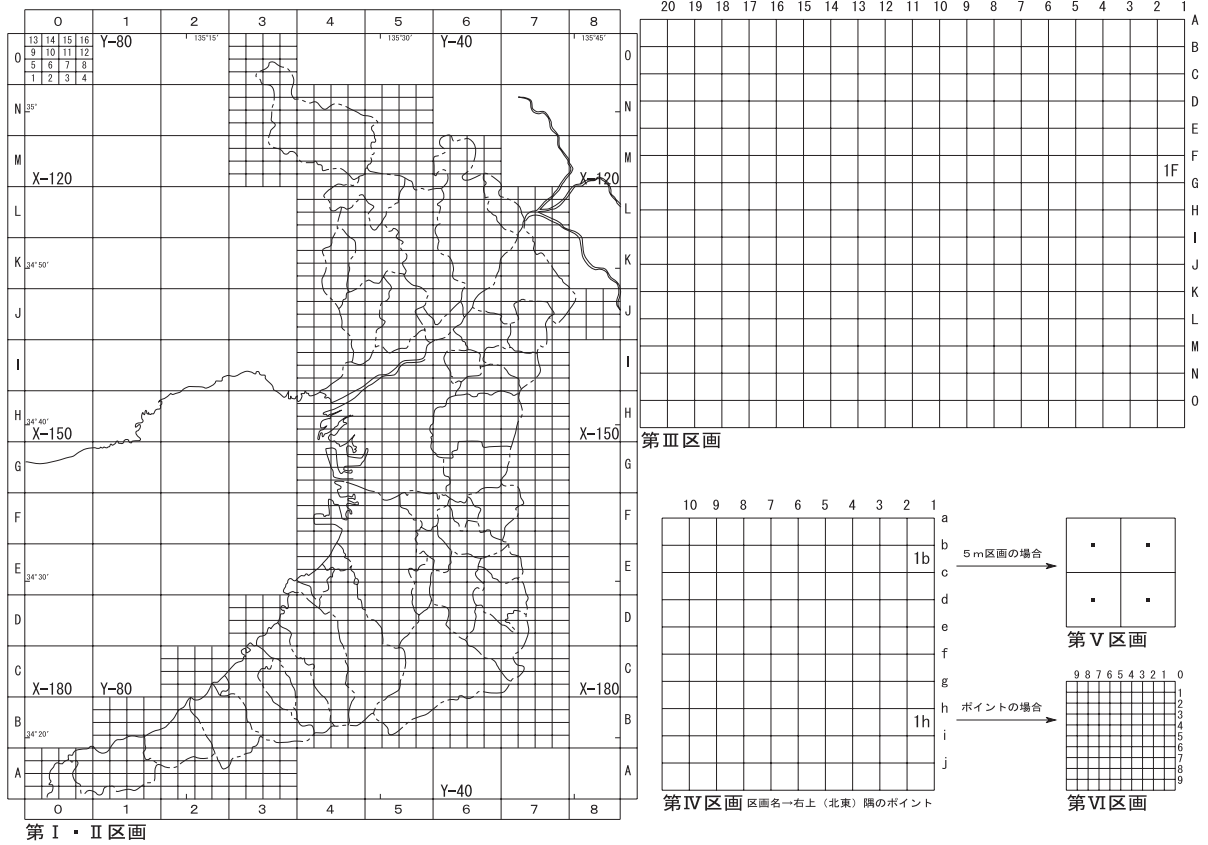 0 1 2 3 4 5 6 7 8
13 14 15 16 Y-80 135°15′ 135°30′ Y-40 135°45′
9 10 11 12
O 5 6 7 8 O
1 2 3 4
N 35° N
M M
X-120 X-120
L L
K 34°50′ K
J J
I I
H 34°40′ H
X-150 X-150
G G
F F
E 34°30′ E
D D
C C
X-180 Y-80 X-180
B 34°20′ B
A A
Y-40
0 1 2 3 4 5 6 7 8
第Ⅰ・Ⅱ区画
20 19 18 17 16 15 14 13 12 11 10 9 8 7 6 5 4 3 2 1
A
B
C
D
E
F
1F
G
H
I
J
K
L
M
N
O
第Ⅲ区画
10 9 8 7 6 5 4 3 2 1
a
b
1b
c
d
e
f
g
h
1h
i
j
第Ⅳ区画 区画名→右上（北東）隅のポイント
5m区画の場合
第Ⅴ区画
ポイントの場合
9 8 7 6 5 4 3 2 1 0
1
2
3
4
5
6
7
8
9
第Ⅵ区画